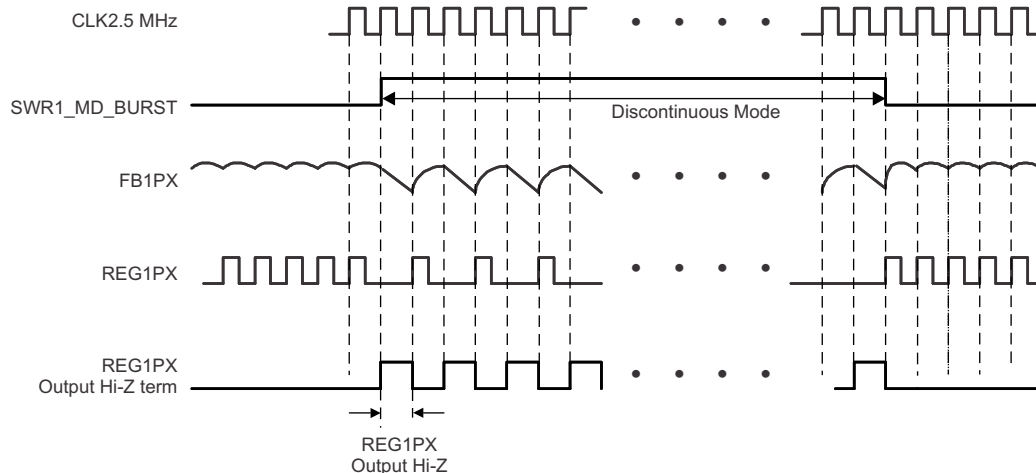 CLK2.5 MHz
SWR1_MD_BURST
Discontinuous Mode
FB1PX
REG1PX
REG1PX
Output Hi-Z term
REG1PX
Output Hi-Z